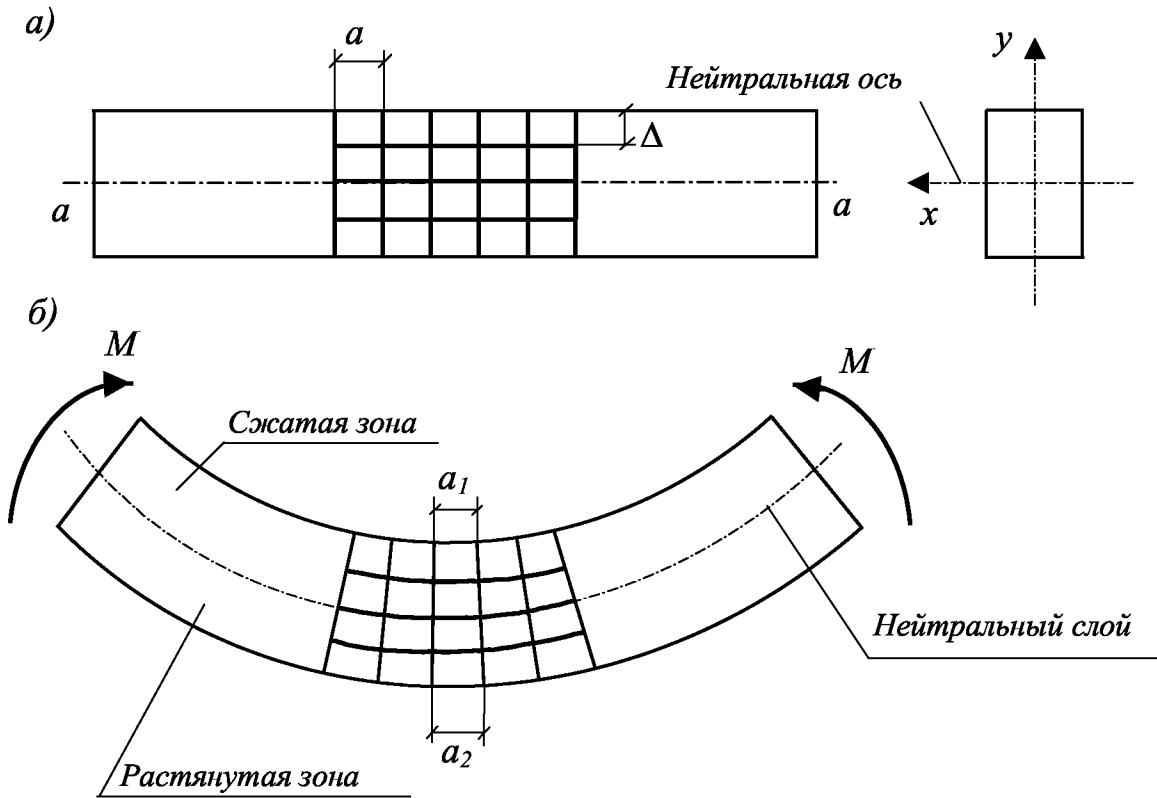 а)
a
y
Нейтральная ось
Δ
a
a
x
б)
M
M
Сжатая зона
a1
Нейтральный слой
a2
Растянутая зона